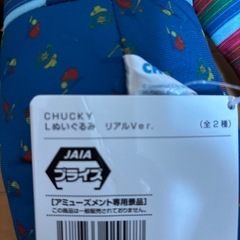 CHUCKY
Lぬいぐるみ リアルVer. (全2種)
JAIA
プライズ
[アミューズメント専用景品]
この商品は一般販売されておりません。